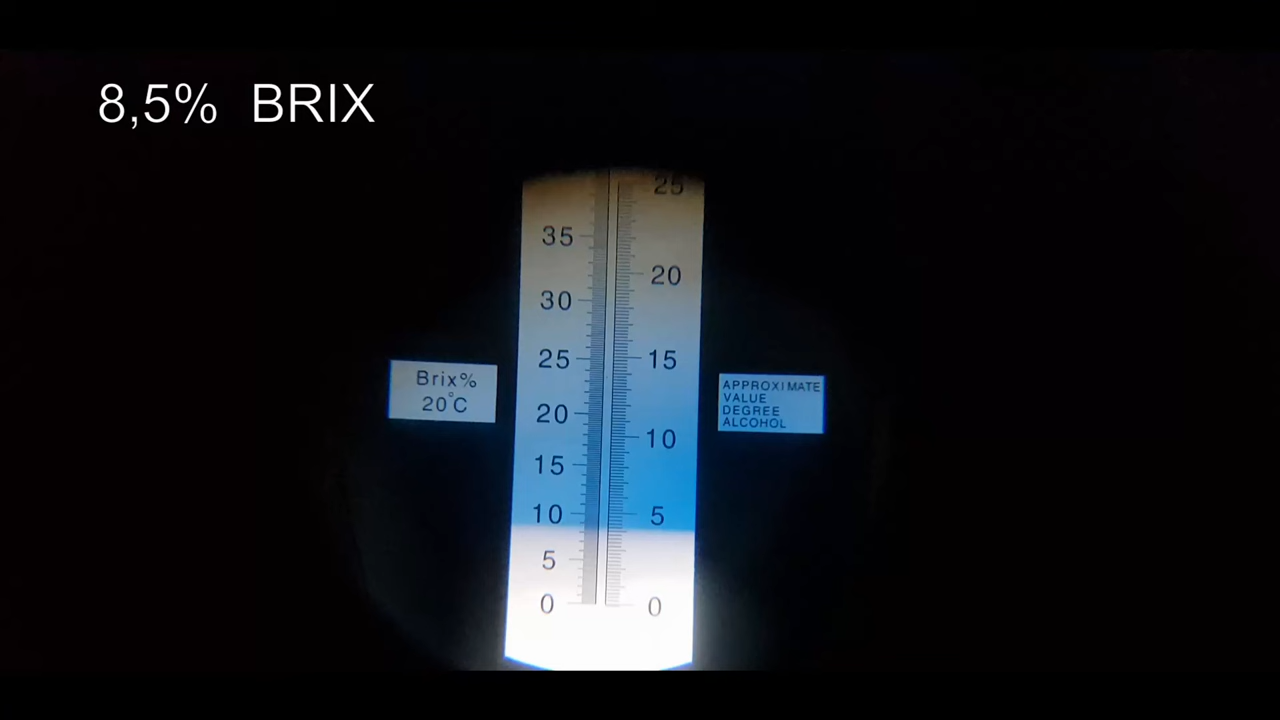 8,5% BRIX
25
35
20
30
25
15
Brix%
20°C
APPROXIMATE
VALUE
DEGREE
ALCOHOL
20
10
15
10
5
5
0
0